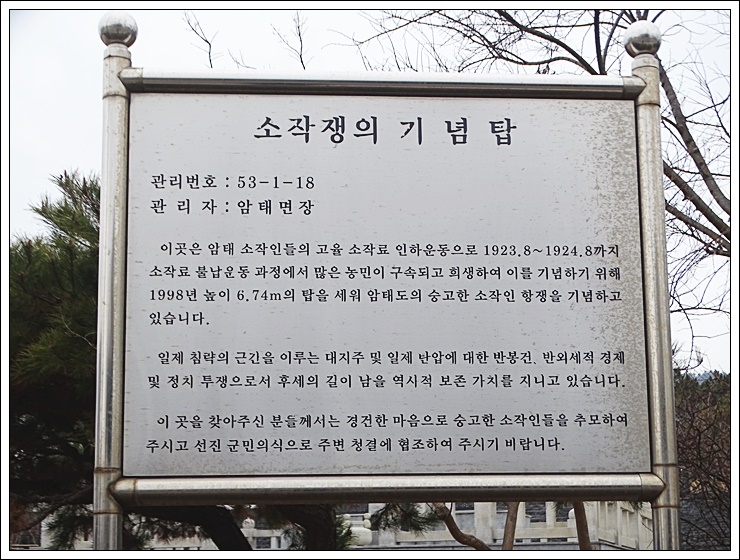 소작쟁의 기념탑
관리번호 : 53-1-18
관 리 자 : 암태면장
이곳은 암태 소작인들의 고율 소작료 인하운동으로 1923.8~1924.8까지
소작료 불납운동 과정에서 많은 농민이 구속되고 희생하여 이를 기념하기 위해
1998년 높이 6.74m의 탑을 세워 암태도의 숭고한 소작인 항쟁을 기념하고
있습니다.
일제 침략의 근긴을 이루는 대지주 및 일제 탄압에 대한 반봉건, 반외세적 경제
및 정치 투쟁으로서 후세의 길이 남을 역시적 보존 가치를 지니고 있습니다.
이 곳을 찾아주신 분들께서는 경건한 마음으로 숭고한 소작인들을 추모하여
주시고 선진 군민의식으로 주변 청결에 협조하여 주시기 바랍니다.